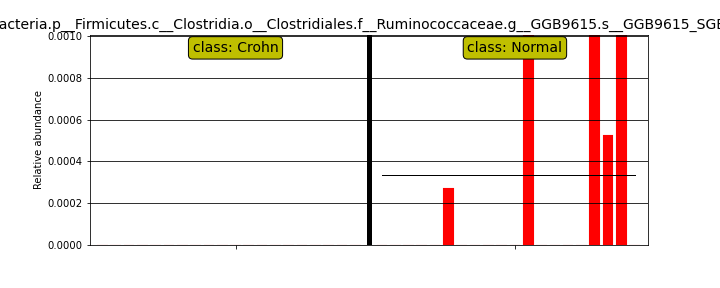 acteria.p__Firmicutes.c__Clostridia.o__Clostridiales.f__Ruminococcaceae.g__GGB9615.s__GGB9615_SGB
class: Crohn
class: Normal
Relative abundance
0.0010
0.0008
0.0006
0.0004
0.0002
0.0000